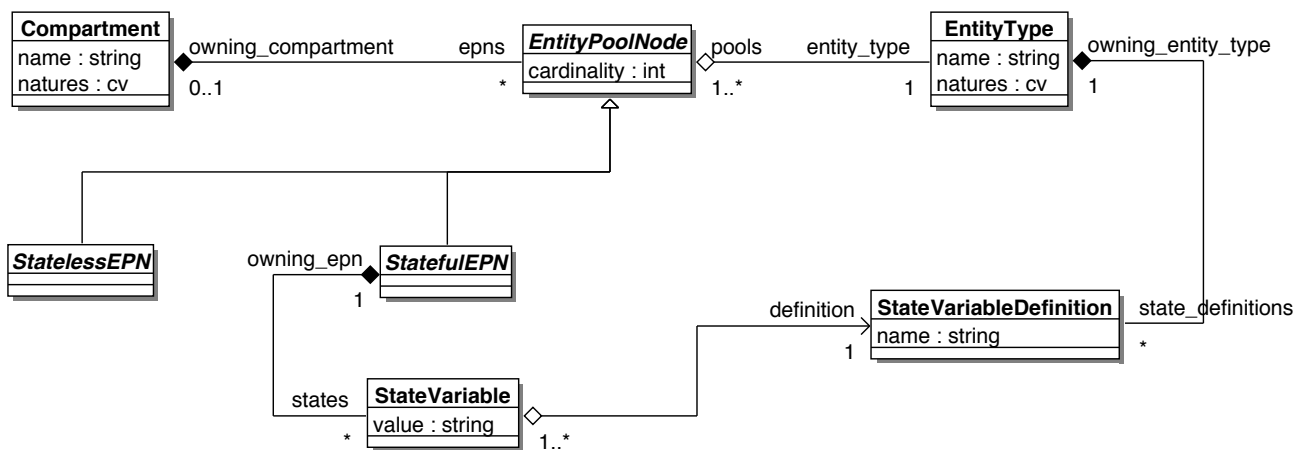 Compartment
name : string
natures : cv
owning_compartment
0..1
epns
*
EntityPoolNode
cardinality : int
pools
1..*
entity_type
1
EntityType
name : string
natures : cv
owning_entity_type
1
StatelessEPN
owning_epn
1
StatefulEPN
definition
1
StateVariableDefinition
name : string
state_definitions
*
states
*
StateVariable
value : string
1..*